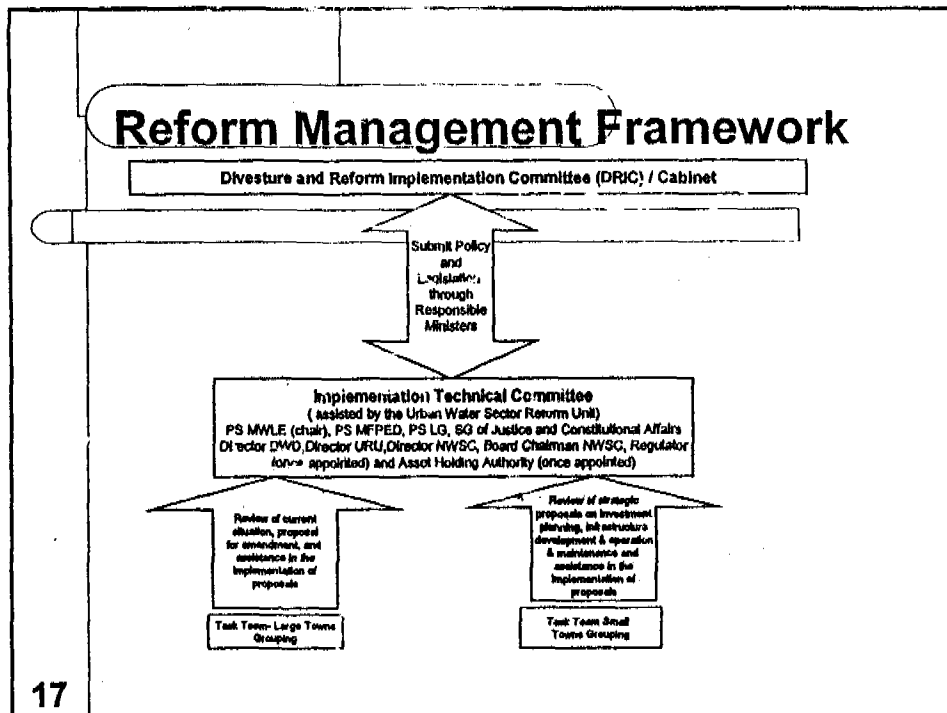 Reform Management Framework
Divesture and Reform Implementation Committee (DRIC) / Cabinet
Submit Policy
and
Legislation
through
Responsible
Ministers
Implementation Technical Committee
( assisted by the Urban Water Sector Reform Unit)
PS MWLE (chair), PS MFPED, PS LG, SG of Justice and Constitutional Affairs
Director DWD,Director URU,Director NWSC, Board Chairman NWSC, Regulator
(once appointed) and Asset Holding Authority (once appointed)
Review of current
situation, proposal
for amendment, and
assistance in the
implementation of
proposals
Review of strategic
proposals on investment
planning, infrastructure
development & operation
& maintenance and
assistance in the
implementation of
proposals
Task Team- Large Towns
Grouping
Task Team Small
Towns Grouping
17